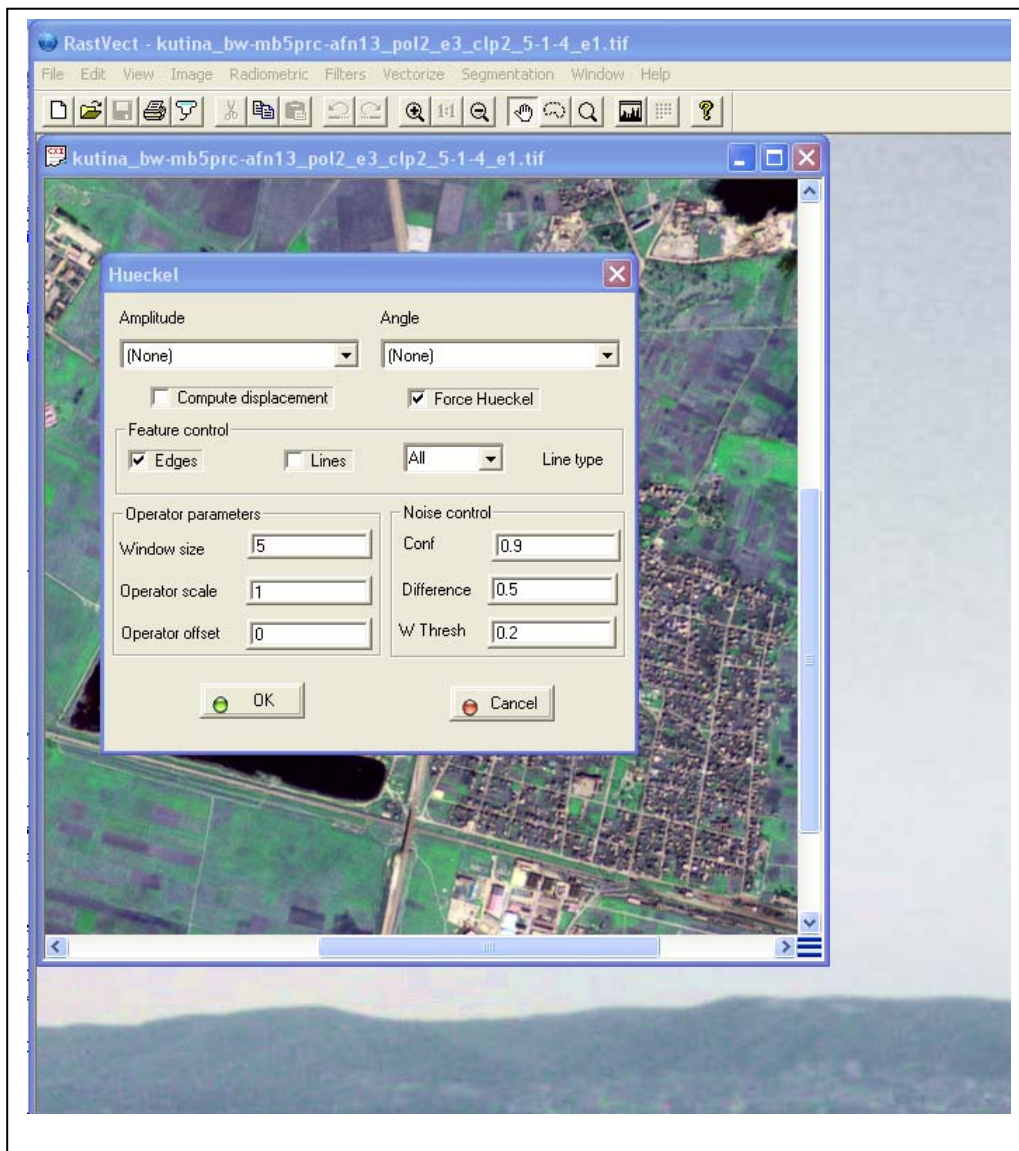 RastVect - kutina_bw-mb5prc-afn13_pol2_e3_clp2_5-1-4_e1.tif
File Edit View Image Radiometric Filters Vectorize Segmentation Window Help
1:1
kutina_bw-mb5prc-afn13_pol2_e3_clp2_5-1-4_e1.tif
Hueckel
Amplitude Angle
(None) (None)
Compute displacement Force Hueckel
Feature control
Edges Lines All Line type
Operator parameters Noise control
Window size 5 Conf 0.9
Operator scale 1 Difference 0.5
Operator offset 0 W Thresh 0.2
OK Cancel